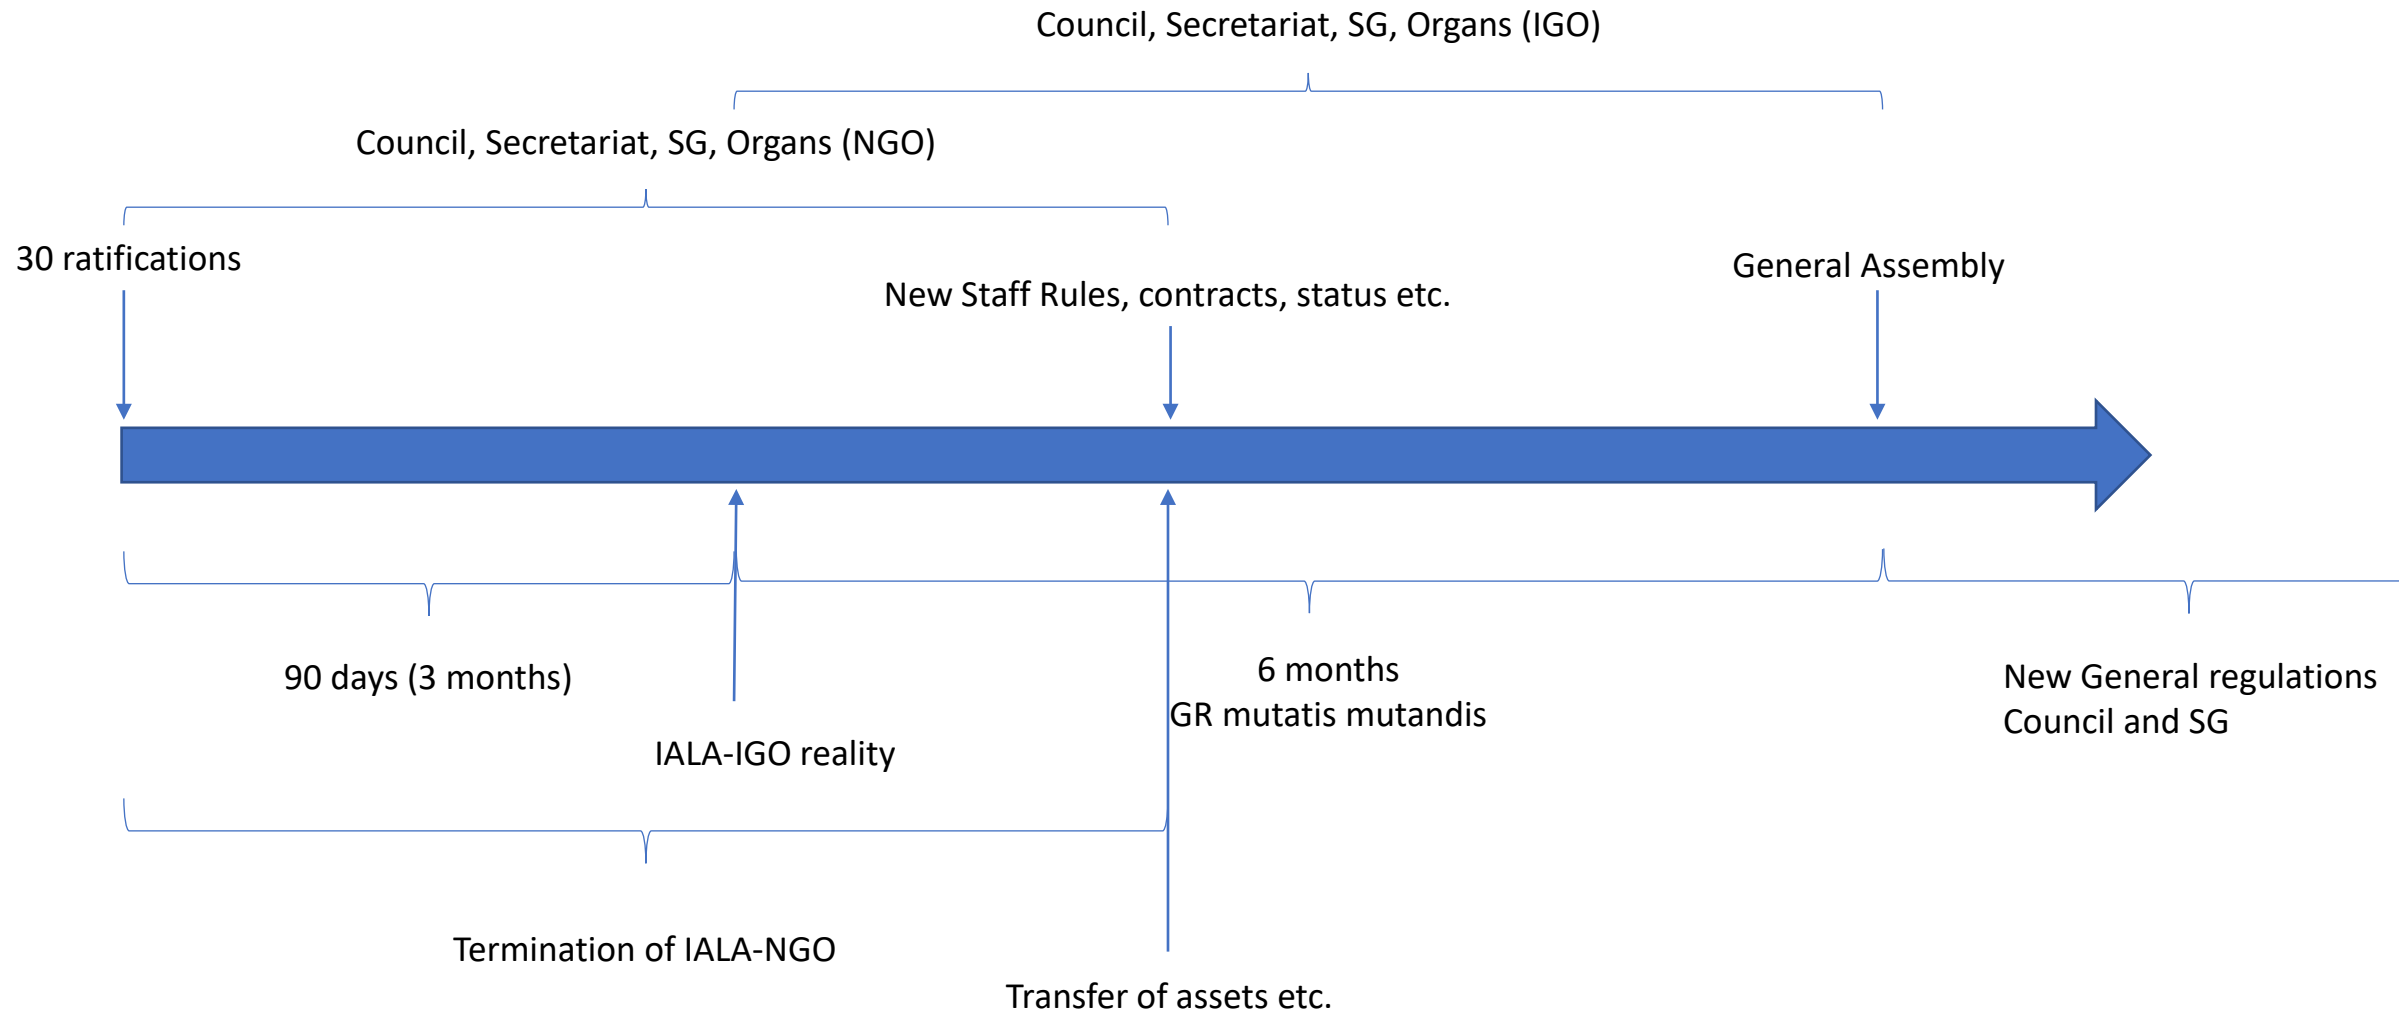 Council, Secretariat, SG, Organs (IGO)
Council, Secretariat, SG, Organs (NGO)
30 ratifications
General Assembly
New Staff Rules, contracts, status etc.
90 days (3 months)
6 months
GR mutatis mutandis
New General regulations
Council and SG
IALA-IGO reality
Termination of IALA-NGO
Transfer of assets etc.